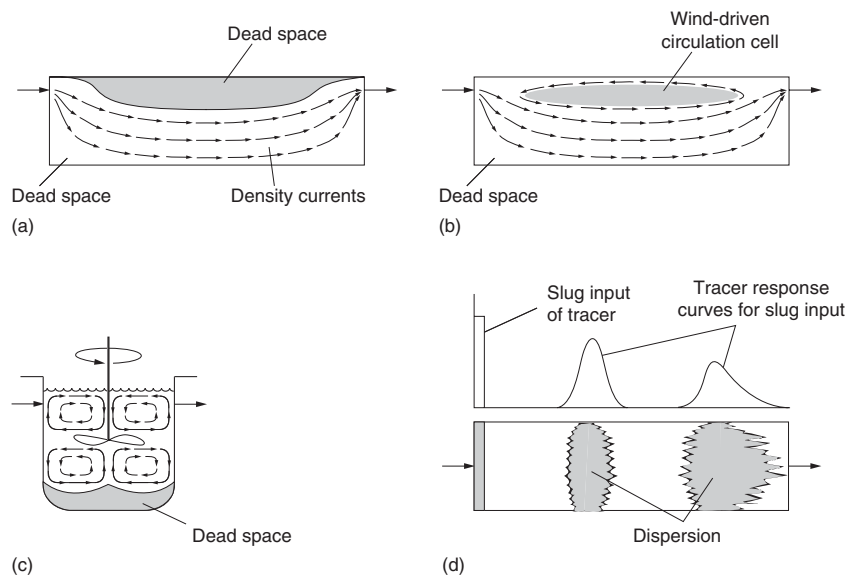 Dead space
Dead space
Density currents
(a)
Wind-driven
circulation cell
Dead space
(b)
Dead space
(c)
Slug input
of tracer
Tracer response
curves for slug input
Dispersion
(d)